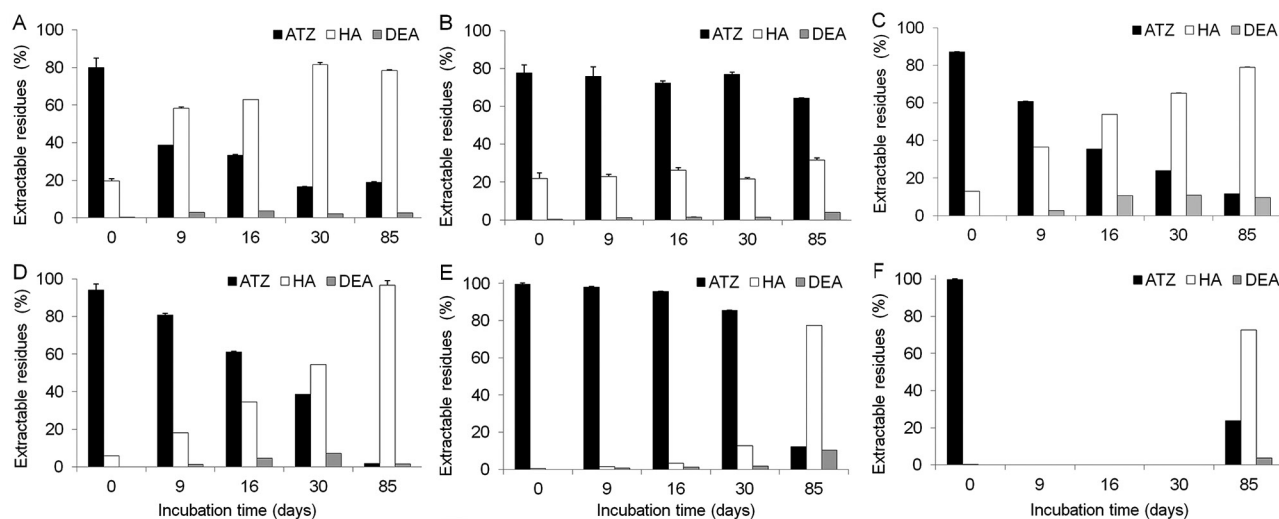 A
ATZ HA DEA
Extractable residues (%)
100
80
60
40
20
0
0 9 16 30 85
B
ATZ HA DEA
Extractable residues (%)
100
80
60
40
20
0
0 9 16 30 85
C
ATZ HA DEA
Extractable residues (%)
100
80
60
40
20
0
0 9 16 30 85
D
ATZ HA DEA
Extractable residues (%)
100
80
60
40
20
0
0 9 16 30 85
Incubation time (days)
E
ATZ HA DEA
Extractable residues (%)
100
80
60
40
20
0
0 9 16 30 85
Incubation time (days)
F
ATZ HA DEA
Extractable residues (%)
100
80
60
40
20
0
0 9 16 30 85
Incubation time (days)